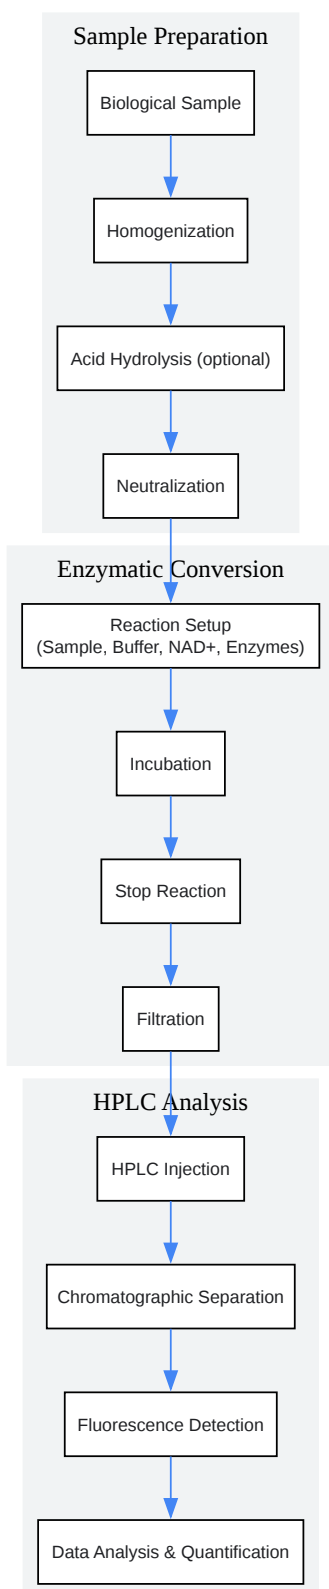 Sample Preparation
Biological Sample
Homogenization
Acid Hydrolysis (optional)
Neutralization
Enzymatic Conversion
Reaction Setup
(Sample, Buffer, NAD+, Enzymes)
Incubation
Stop Reaction
Filtration
HPLC Analysis
HPLC Injection
Chromatographic Separation
Fluorescence Detection
Data Analysis & Quantification